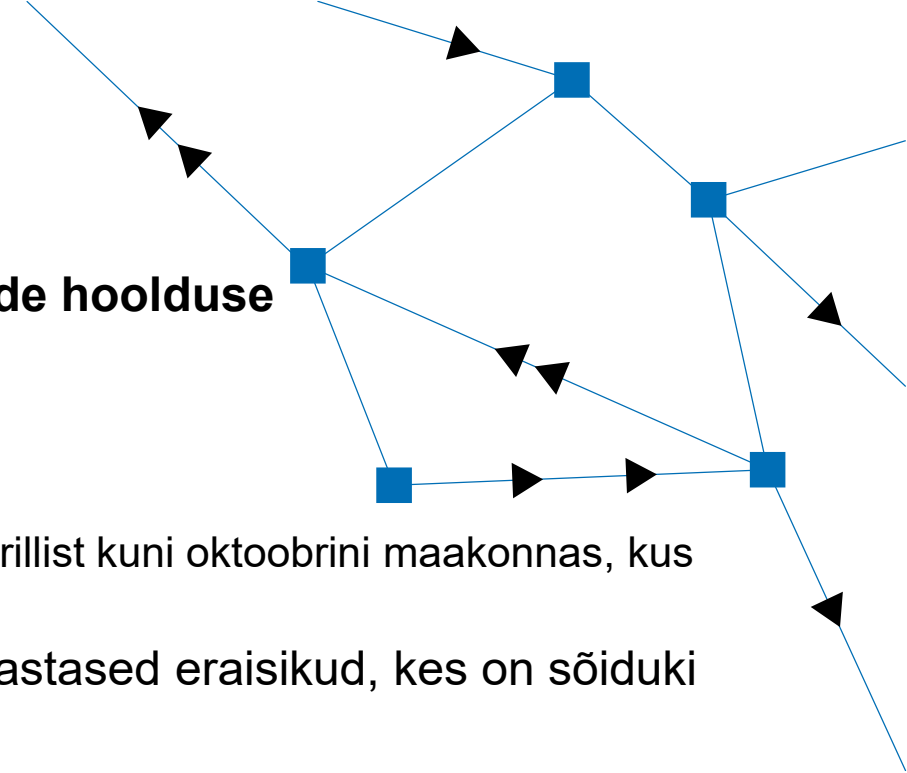 de hoolduse
rillist kuni oktoobrini maakonnas, kus
astased eraisikud, kes on sõiduki